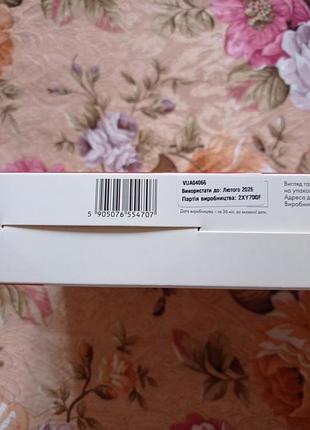 5 905076 554707
VUA04066
Використати до: Лютого 2026
Партія виробництва: 2XY700F
Дата виробництва – за 36 міс. до вказаної дати.
Вигляд та
на упаков
Адреса д
Виробни